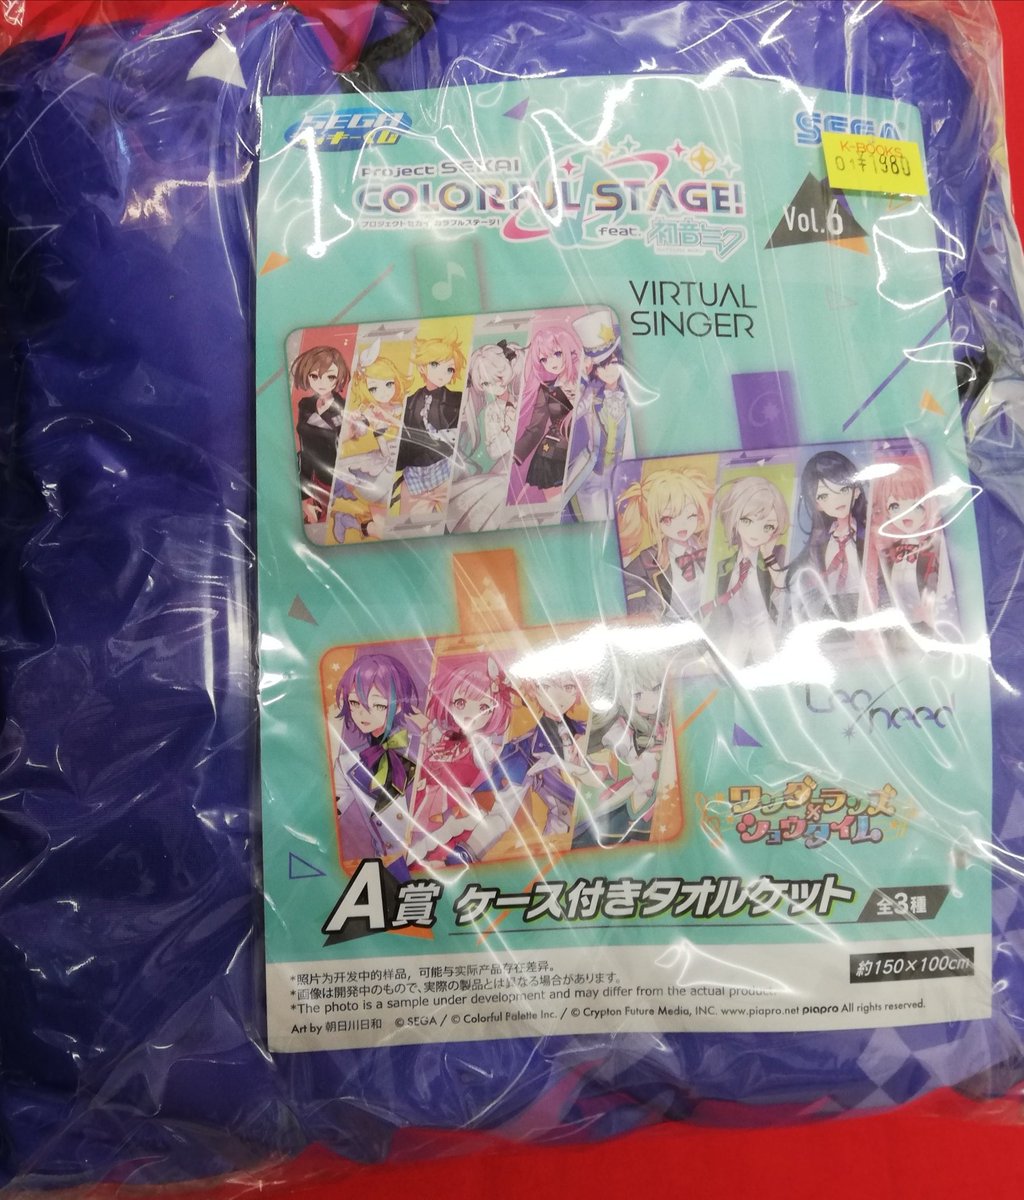 SEGA
SEGA
K-BOOKS
01 ¥1980
Project SEKAI
COLORFUL STAGE!
プロジェクトセカイ カラフルステージ!
feat. 初音ミク
Vol.6
VIRTUAL
SINGER
Leo/need
ワンダーランズ
×
ショウタイム
A賞 ケース付きタオルケット 全3種
約150×100cm
*照片为开发中的样品，可能与实际产品存在差异。
*画像は開発中のもので、実際の製品とは異なる場合があります。
*The photo is a sample under development and may differ from the actual product.
Art by 朝日川日和 © SEGA / © Colorful Palette Inc. / © Crypton Future Media, INC. www.piapro.net piapro All rights reserved.